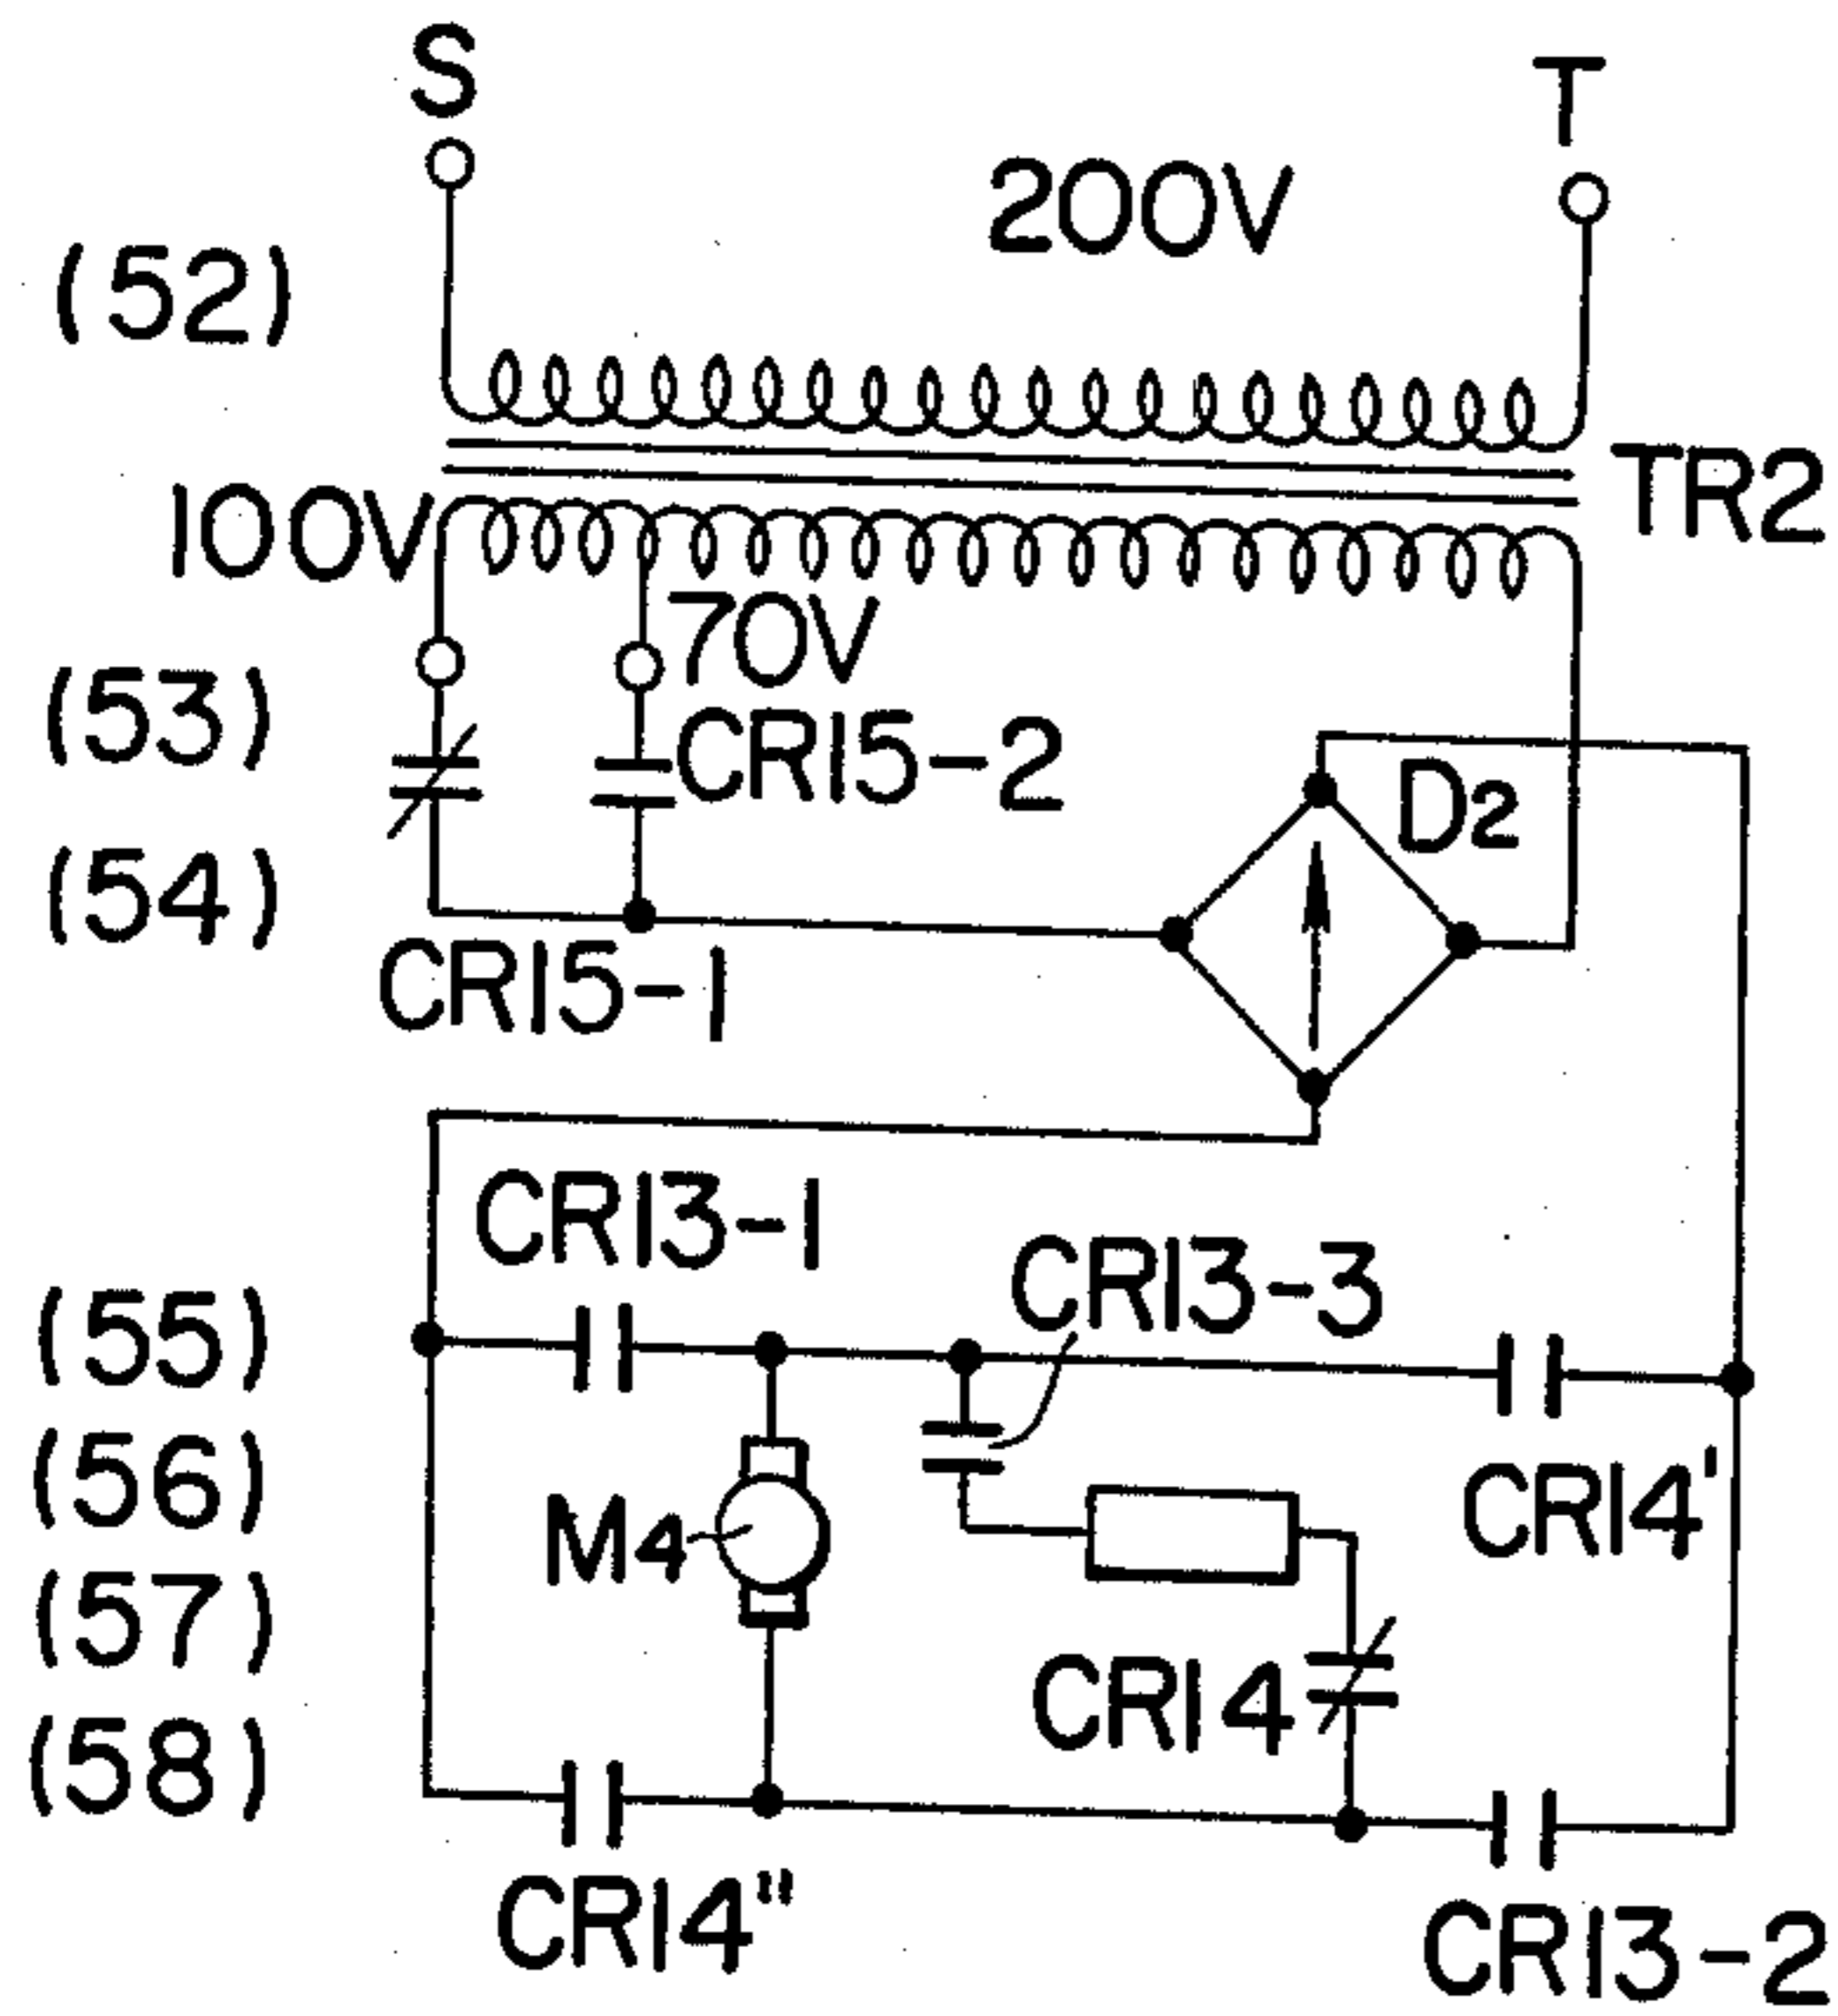 S
T
200V
(52)
TR2
100V
70V
(53)
CR15-2
D2
(54)
CR15-1
CR13-1
CR13-3
(55)
(56)
CR14'
M4
(57)
CR14
(58)
CR14"
CR13-2